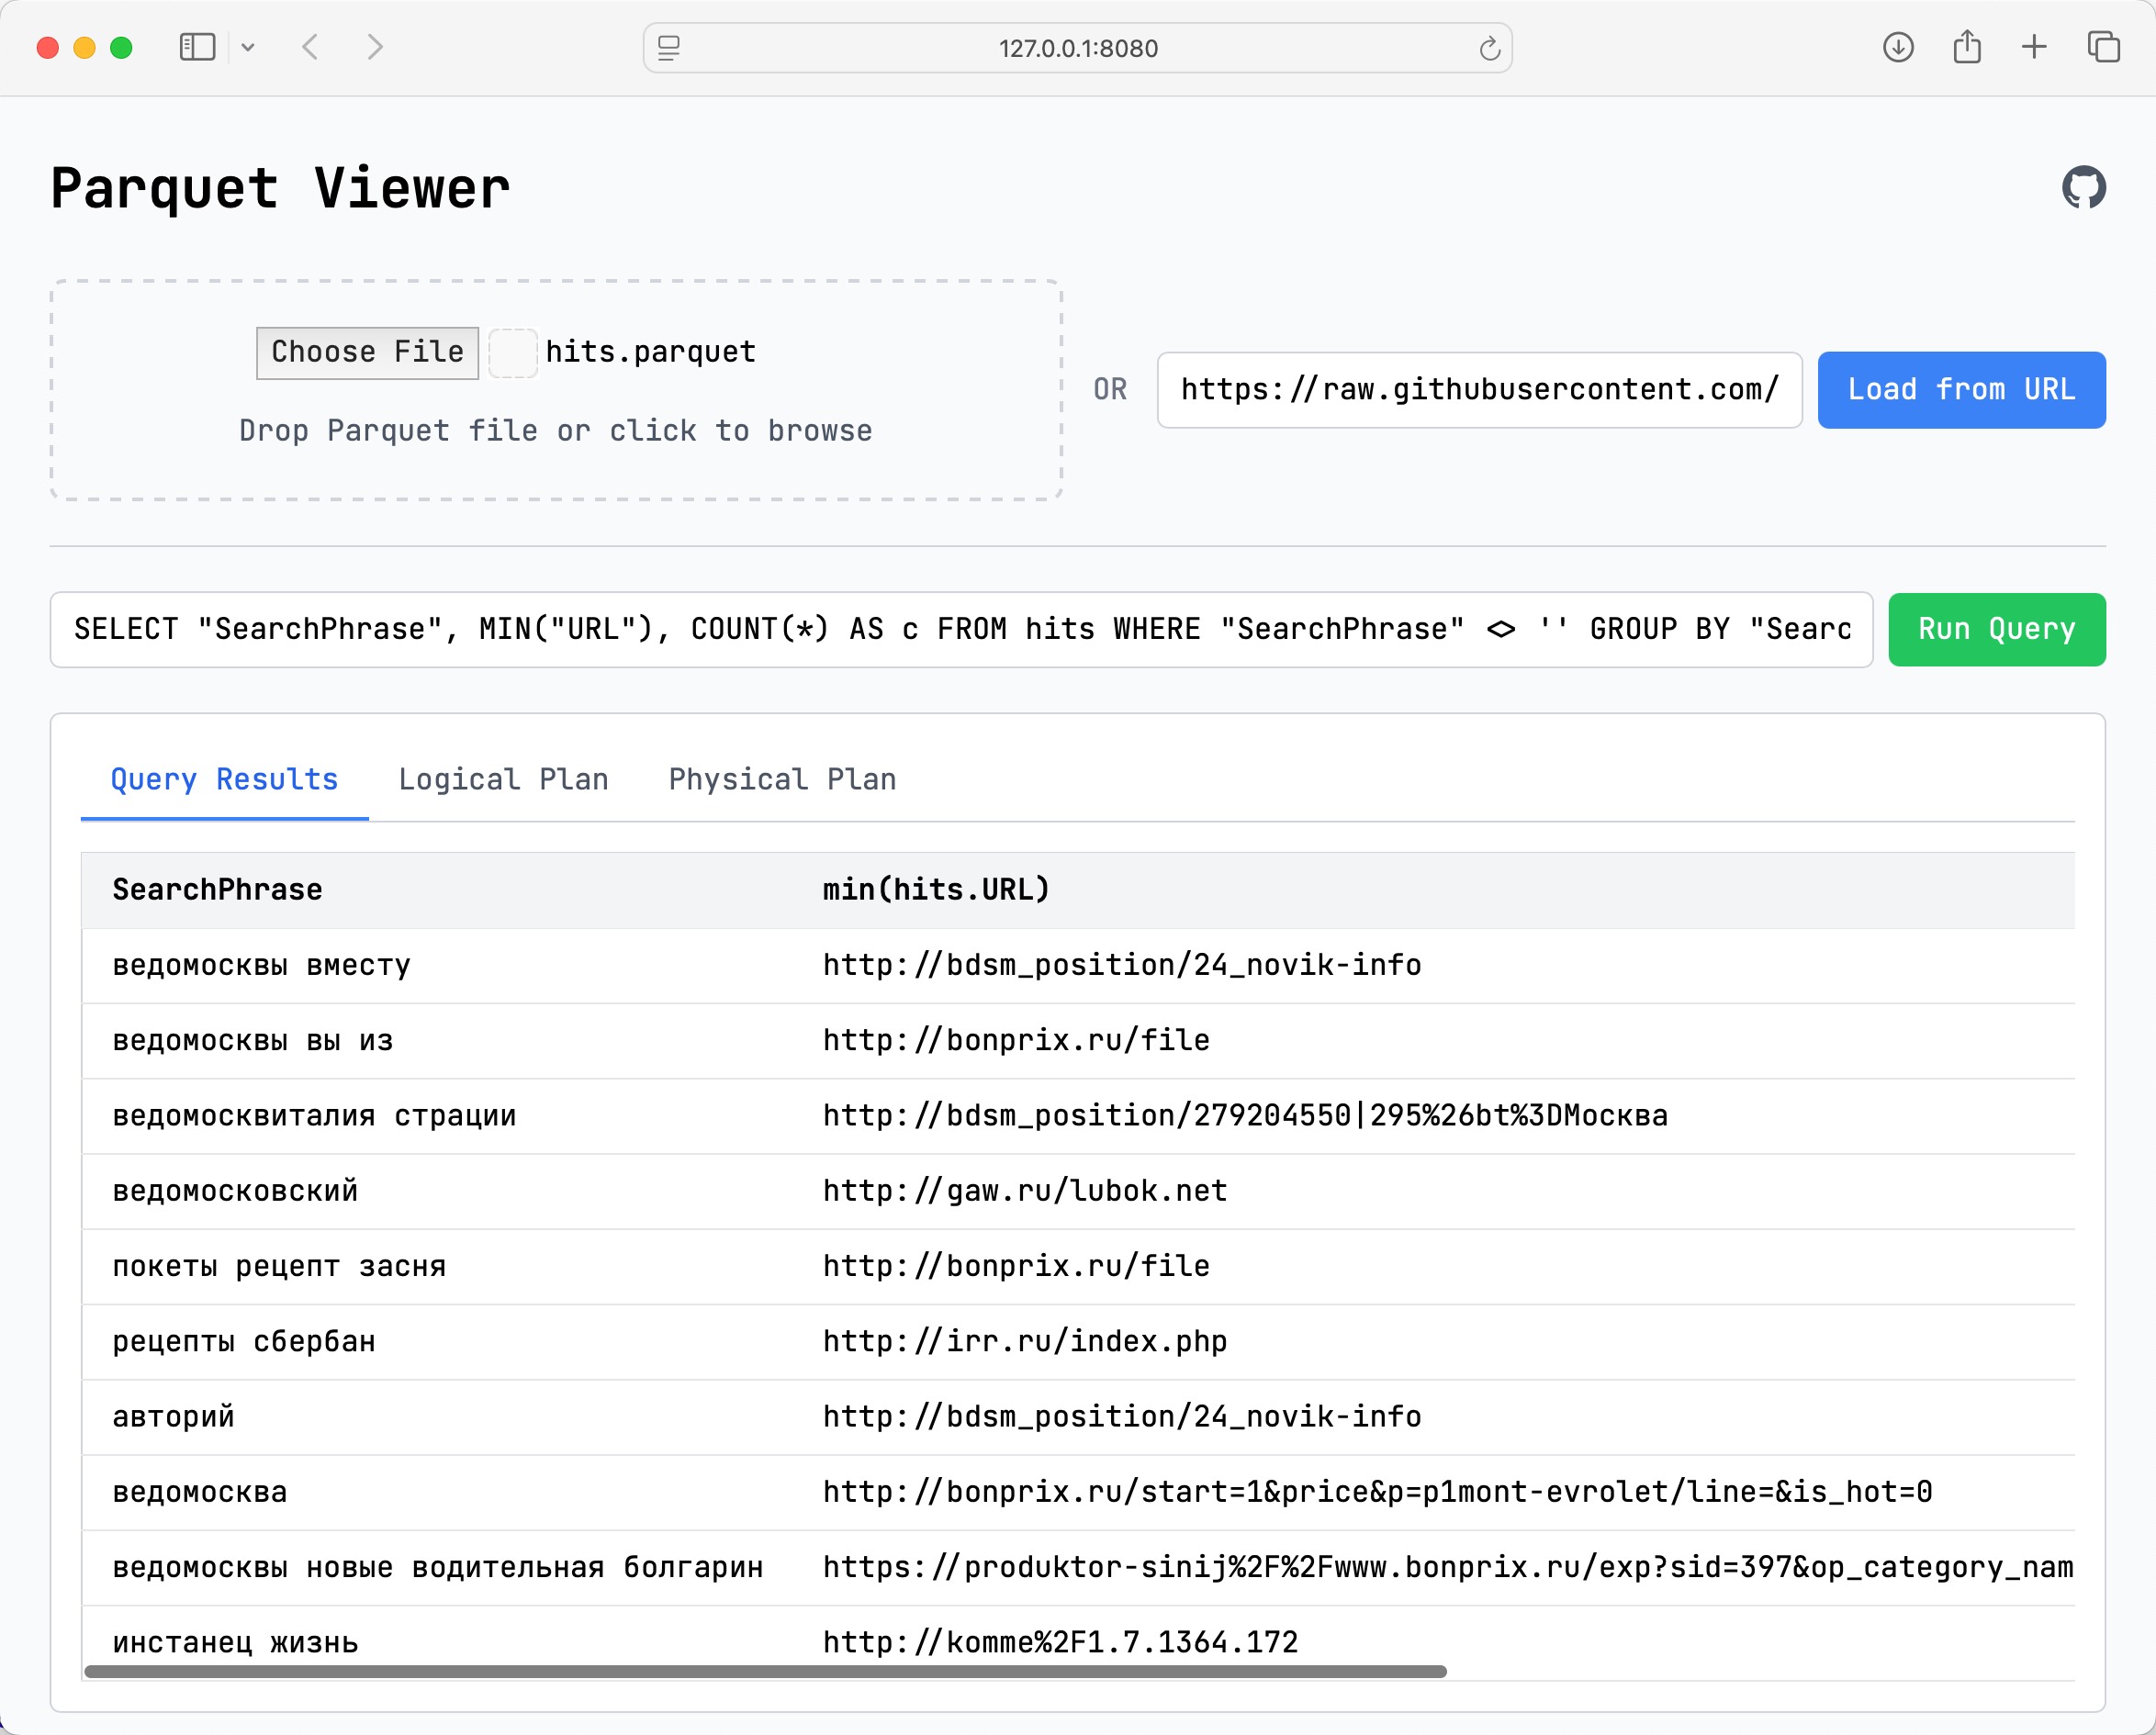 127.0.0.1:8080
Parquet Viewer
Choose File hits.parquet
Drop Parquet file or click to browse
OR
https://raw.githubusercontent.com/
Load from URL
SELECT "SearchPhrase", MIN("URL"), COUNT(*) AS c FROM hits WHERE "SearchPhrase" <> '' GROUP BY "Searc
Run Query
Query Results Logical Plan Physical Plan
SearchPhrase min(hits.URL)
ведомосквы вместу http://bdsm_position/24_novik-info
ведомосквы вы из http://bonprix.ru/file
ведомосквиталия страции http://bdsm_position/279204550|295%26bt%3DМосква
ведомосковский http://gaw.ru/lubok.net
покеты рецепт засня http://bonprix.ru/file
рецепты сбербан http://irr.ru/index.php
авторий http://bdsm_position/24_novik-info
ведомосква http://bonprix.ru/start=1&price&p=p1mont-evrolet/line=&is_hot=0
ведомосквы новые водительная болгарин https://produktor-sinij%2F%2Fwww.bonprix.ru/exp?sid=397&op_category_nam
инстанец жизнь http://komme%2F1.7.1364.172